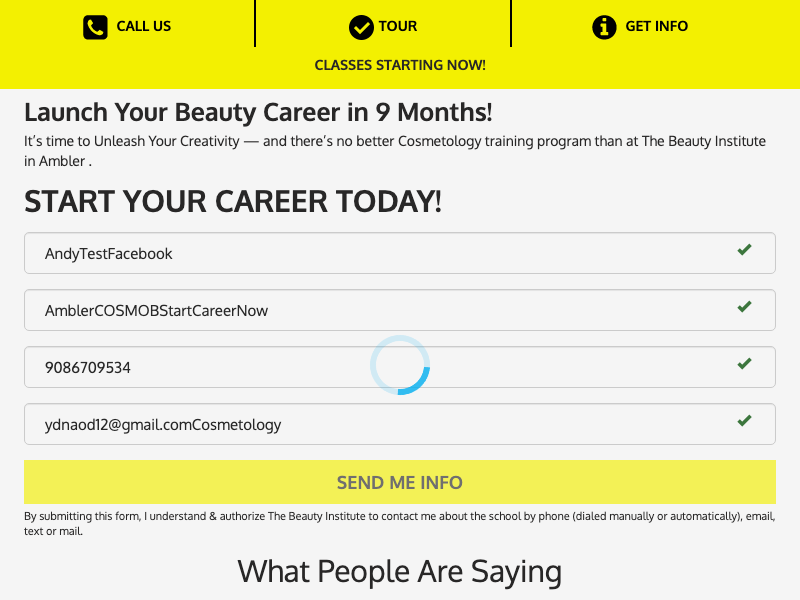 CALL US
TOUR
GET INFO
CLASSES STARTING NOW!
Launch Your Beauty Career in 9 Months!
It's time to Unleash Your Creativity — and there's no better Cosmetology training program than at The Beauty Institute
in Ambler .
START YOUR CAREER TODAY!
AndyTestFacebook
AmblerCOSMOBStartCareerNow
9086709534
ydnaod12@gmail.comCosmetology
SEND ME INFO
By submitting this form, I understand & authorize The Beauty Institute to contact me about the school by phone (dialed manually or automatically), email,
text or mail.
What People Are Saying